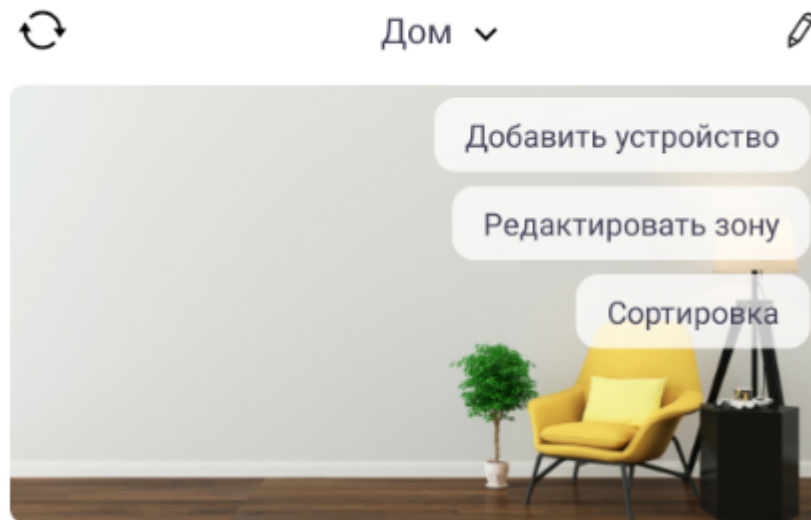 Дом
Добавить устройство
Редактировать зону
Сортировка